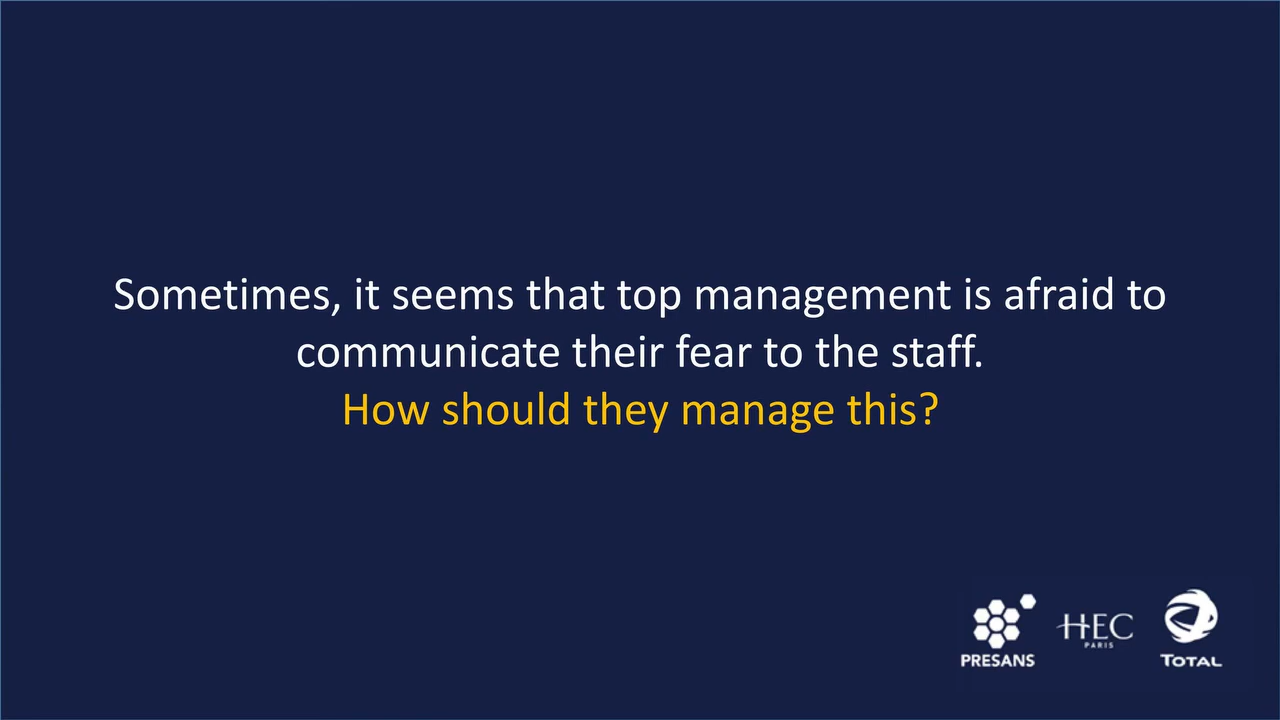 Sometimes, it seems that top management is afraid to
communicate their fear to the staff.
How should they manage this?
PRESANS
HEC
PARIS
TOTAL